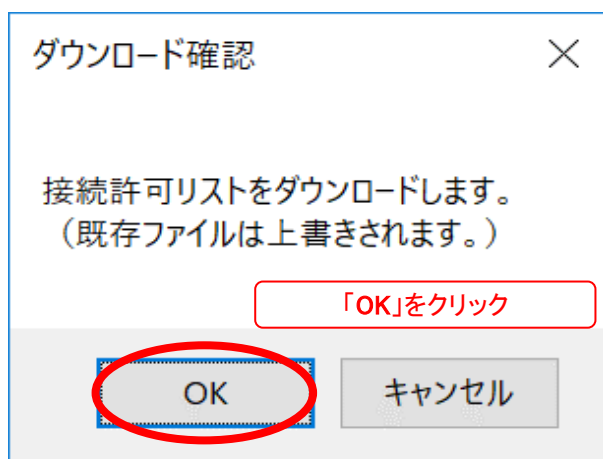 ダウンロード確認
接続許可リストをダウンロードします。
（既存ファイルは上書きされます。）
「OK」をクリック
OK
キャンセル